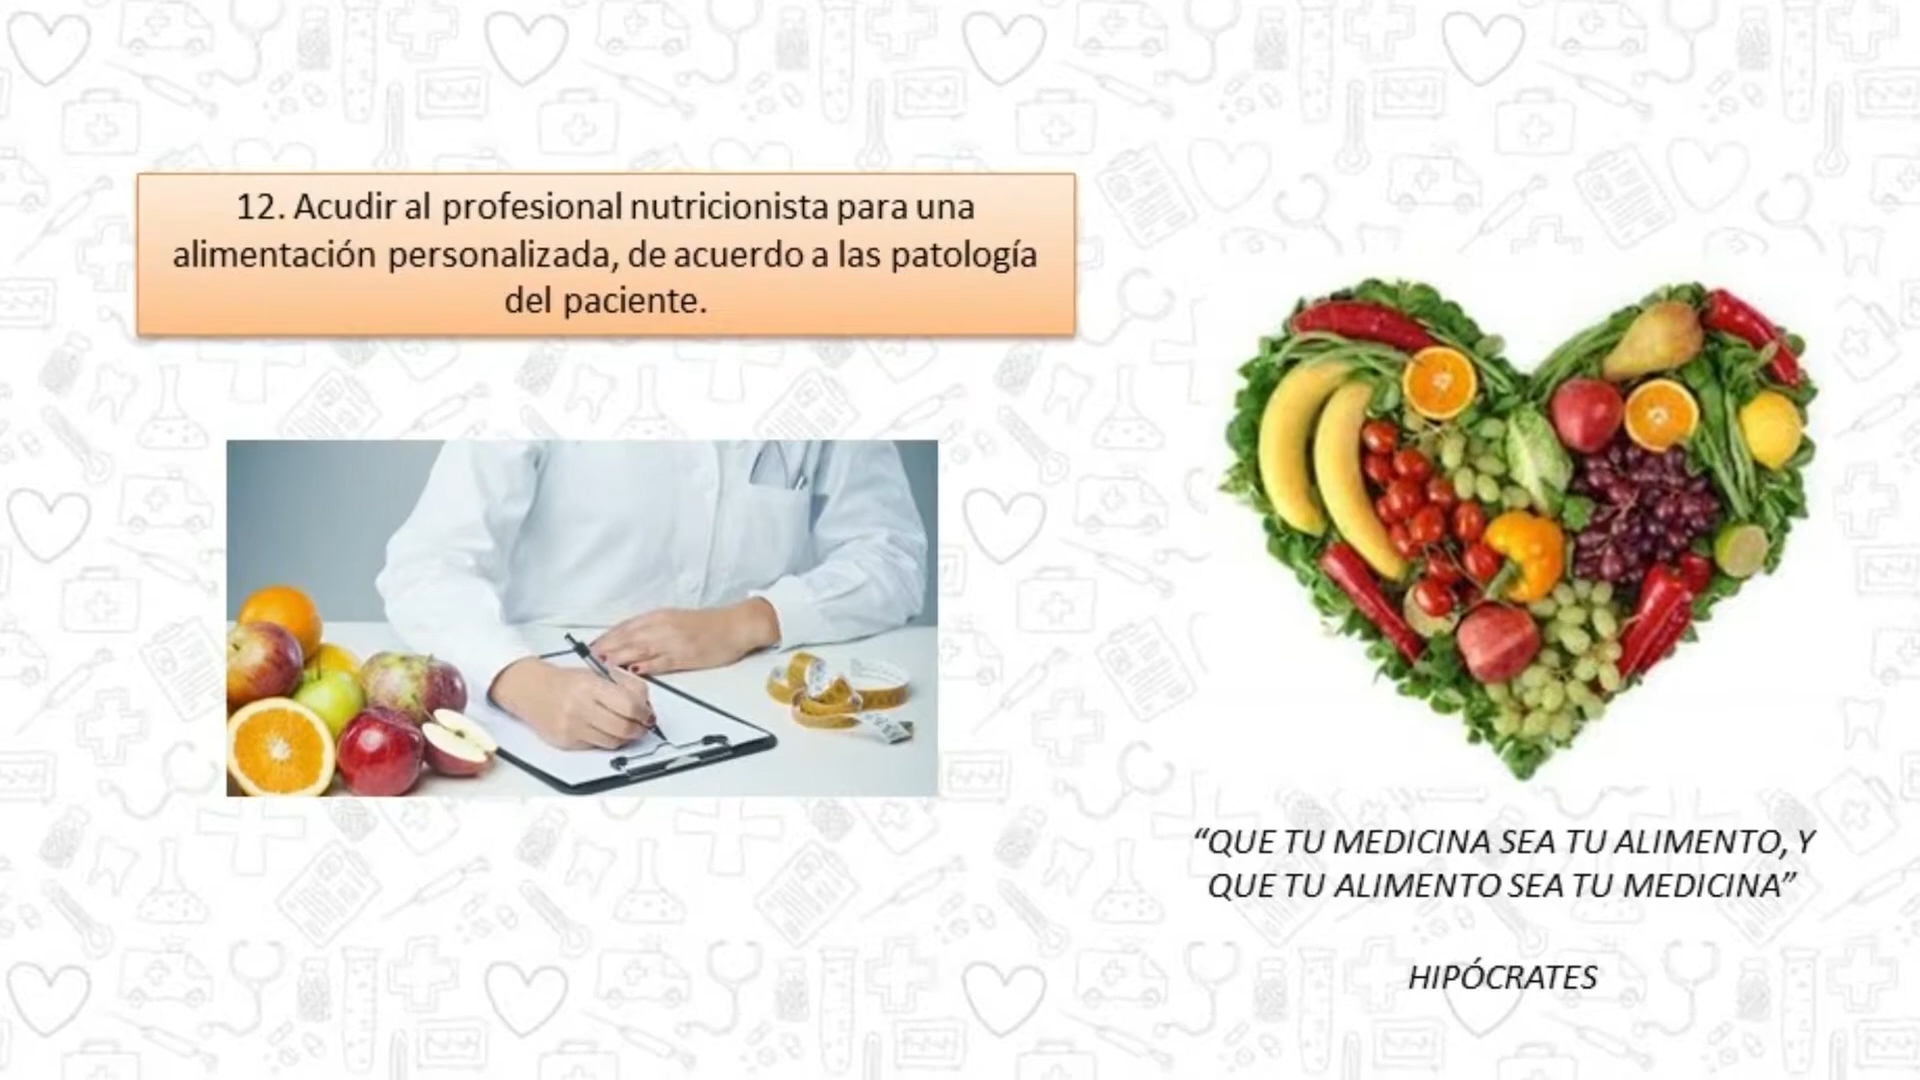 12. Acudir al profesional nutricionista para una
alimentación personalizada, de acuerdo a las patología
del paciente.
“QUE TU MEDICINA SEA TU ALIMENTO, Y
QUE TU ALIMENTO SEA TU MEDICINA”
HIPÓCRATES